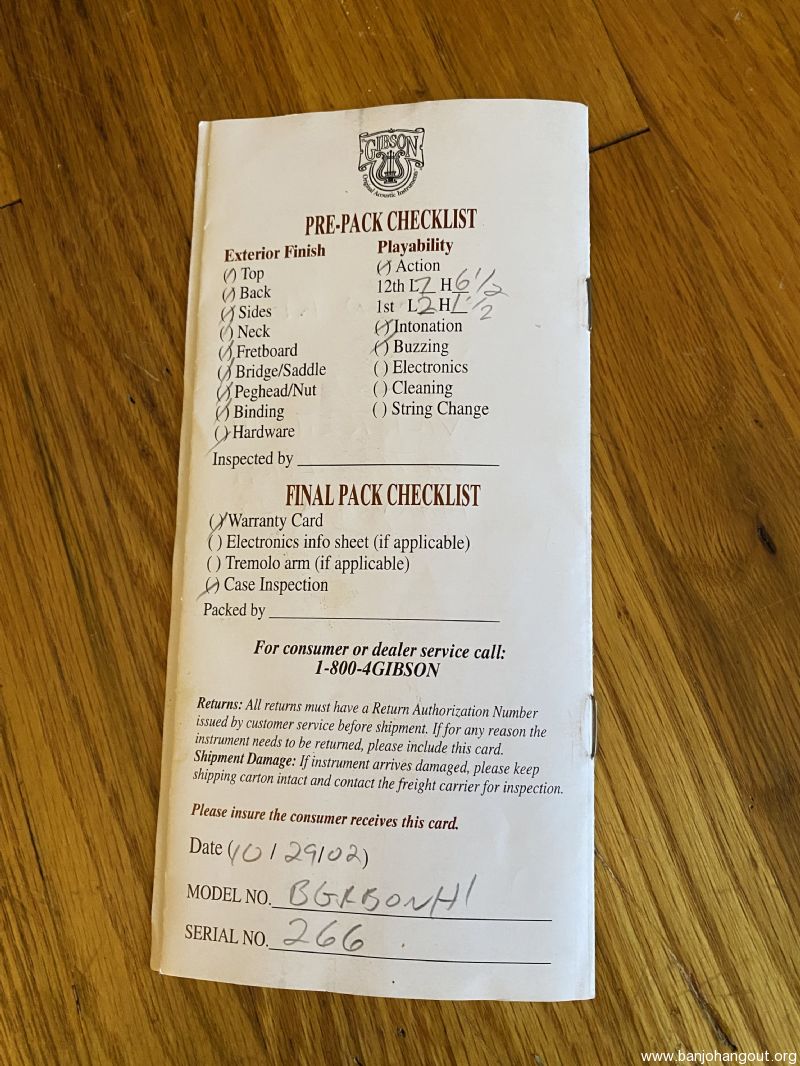 GIBSON
Original Acoustic Instruments
PRE-PACK CHECKLIST
Exterior Finish
(✓) Top
(✓) Back
(✓) Sides
(✓) Neck
(✓) Fretboard
(✓) Bridge/Saddle
(✓) Peghead/Nut
(✓) Binding
(✓) Hardware
Playability
(✓) Action
12th L 7 H 6 1/2
1st L 2 H 1 1/2
(✓) Intonation
(✓) Buzzing
( ) Electronics
( ) Cleaning
( ) String Change
Inspected by
FINAL PACK CHECKLIST
(✓) Warranty Card
( ) Electronics info sheet (if applicable)
( ) Tremolo arm (if applicable)
(✓) Case Inspection
Packed by
For consumer or dealer service call:
1-800-4GIBSON
Returns: All returns must have a Return Authorization Number
issued by customer service before shipment. If for any reason the
instrument needs to be returned, please include this card.
Shipment Damage: If instrument arrives damaged, please keep
shipping carton intact and contact the freight carrier for inspection.
Please insure the consumer receives this card.
Date (10/29/02)
MODEL NO. BGRBONH1
SERIAL NO. 266
www.banjohangout.org